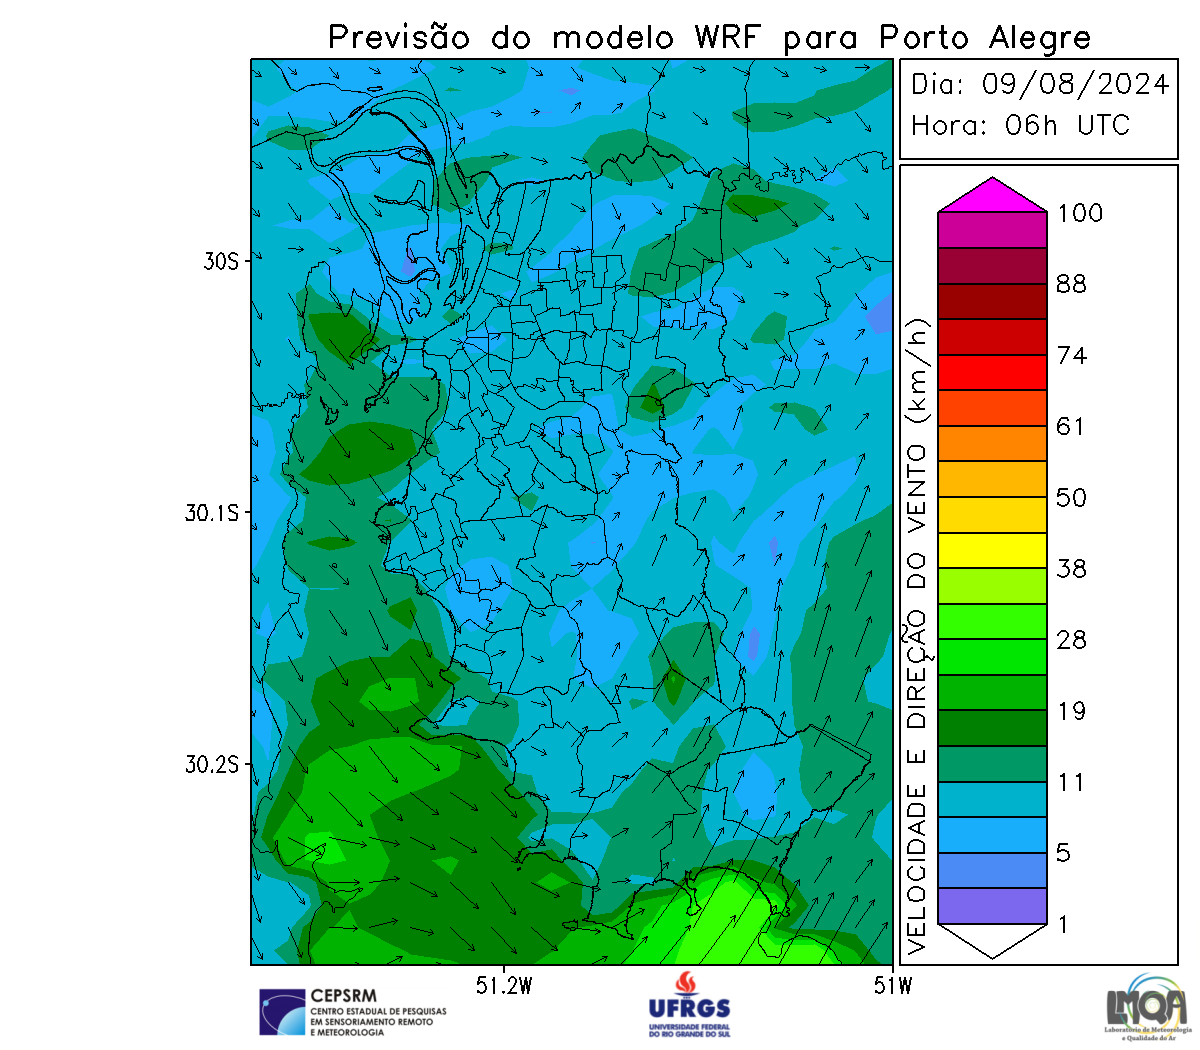 Previsão do modelo WRF para Porto Alegre
Dia: 09/08/2024
Hora: 06h UTC
100
88
74
61
50
38
28
19
11
5
1
VELOCIDADE E DIREÇÃO DO VENTO (km/h)
30S
30.1S
30.2S
51.2W
51W
CEPSRM
CENTRO ESTADUAL DE PESQUISAS
EM SENSORIAMENTO REMOTO
E METEOROLOGIA
UFRGS
UNIVERSIDADE FEDERAL
DO RIO GRANDE DO SUL
LMQA
Laboratório de Meteorologia
e Qualidade do Ar